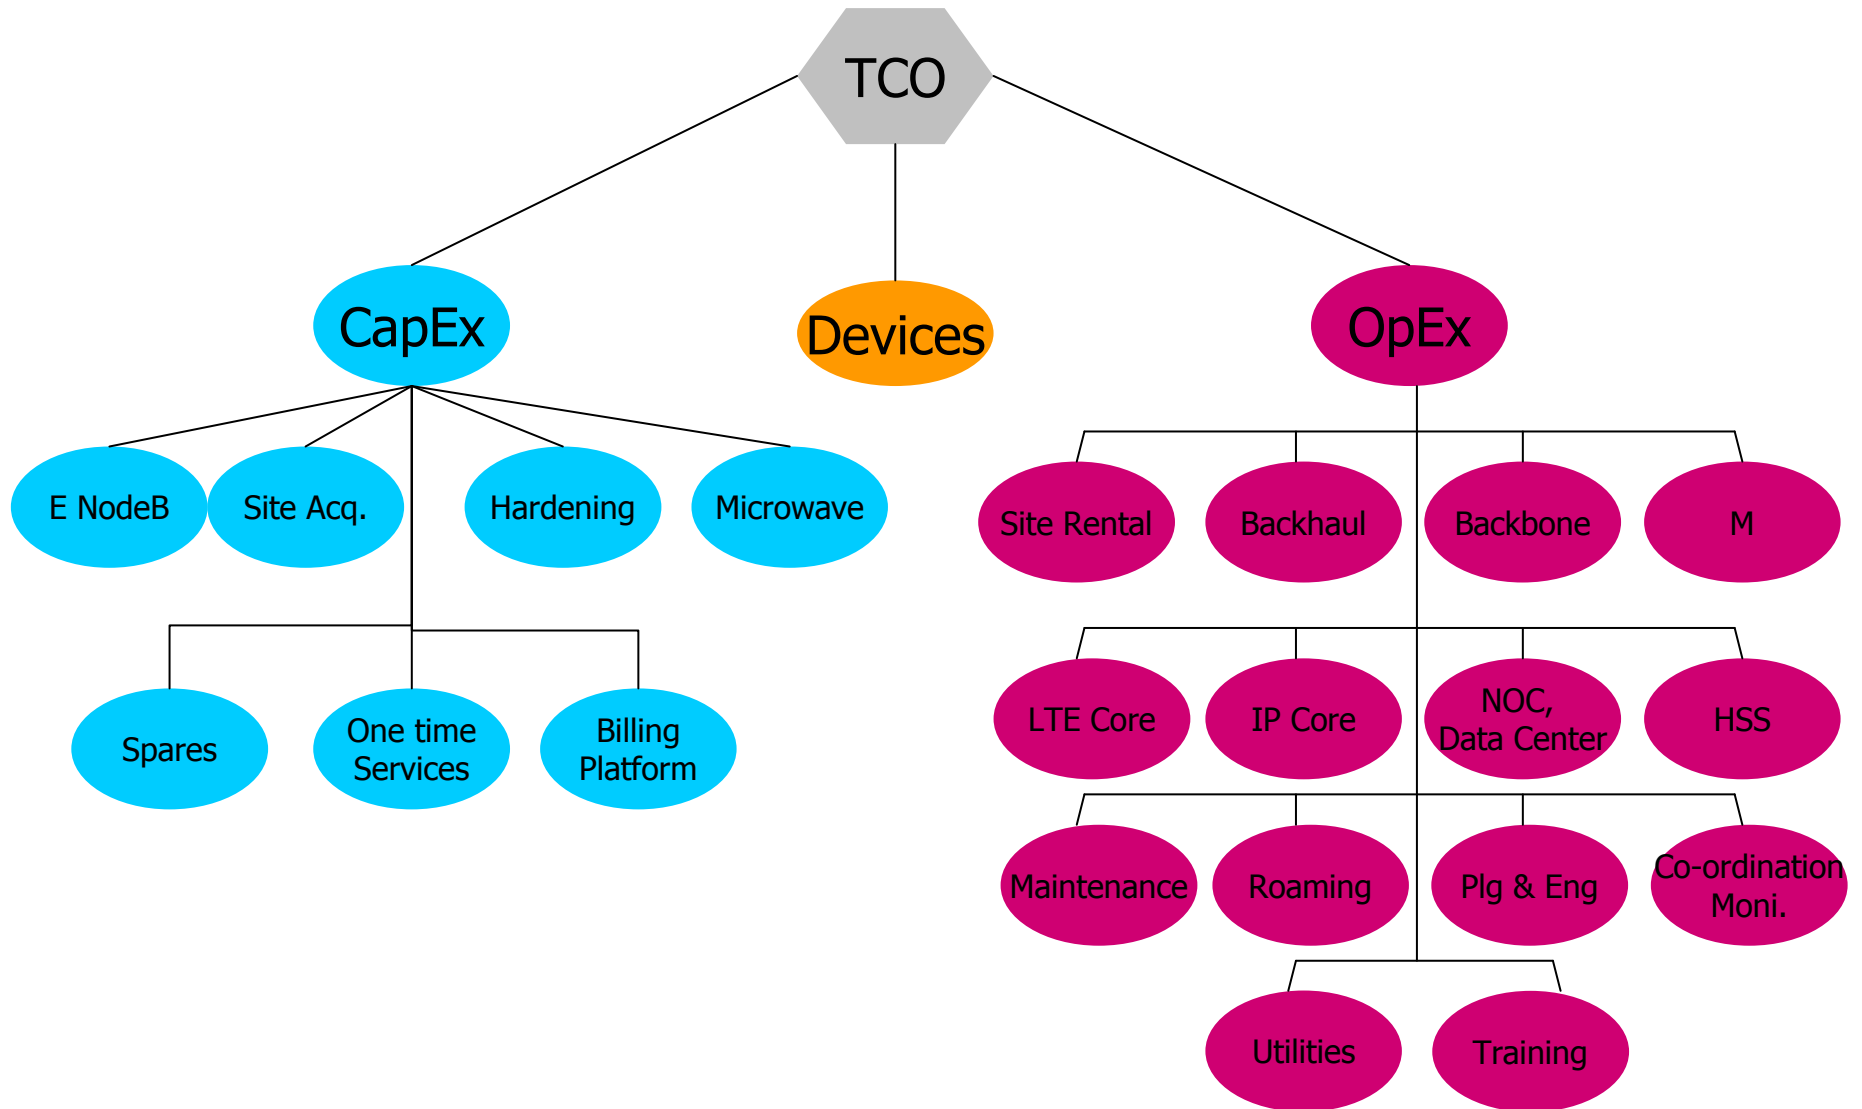 TCO
CapEx
Devices
OpEx
E NodeB
Site Acq.
Hardening
Microwave
Site Rental
Backhaul
Backbone
M
Spares
One time
Services
Billing
Platform
LTE Core
IP Core
NOC,
Data Center
HSS
Maintenance
Roaming
Plg & Eng
Co-ordination
Moni.
Utilities
Training